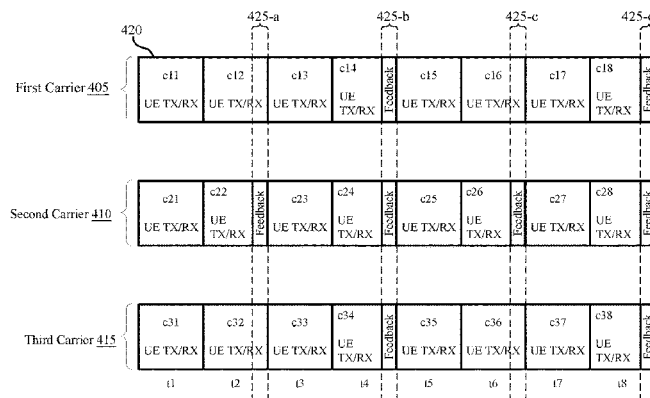 425-a 425-b 425-c 425-d
420
First Carrier 405
c11 c12 c13 c14 Feedback c15 c16 c17 c18 Feedback
UE TX/RX UE TX/RX UE TX/RX UE TX/RX UE TX/RX UE TX/RX UE TX/RX UE TX/RX
Second Carrier 410
c21 c22 Feedback c23 c24 Feedback c25 c26 Feedback c27 c28 Feedback
UE TX/RX UE TX/RX UE TX/RX UE TX/RX UE TX/RX UE TX/RX UE TX/RX UE TX/RX
Third Carrier 415
c31 c32 c33 c34 Feedback c35 c36 c37 c38 Feedback
UE TX/RX UE TX/RX UE TX/RX UE TX/RX UE TX/RX UE TX/RX UE TX/RX UE TX/RX
t1 t2 t3 t4 t5 t6 t7 t8